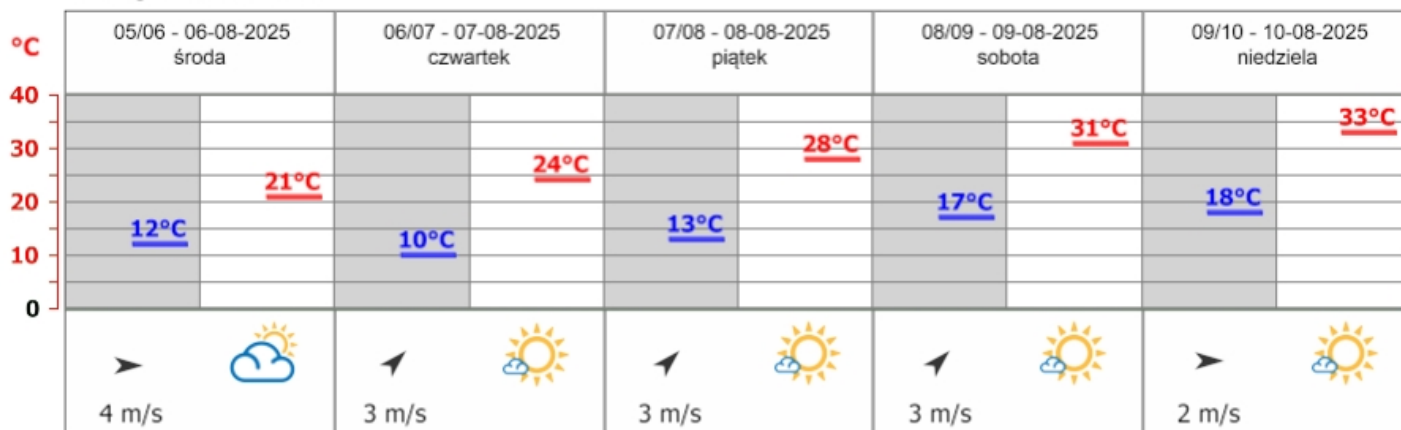 05/06 - 06-08-2025
środa
06/07 - 07-08-2025
czwartek
07/08 - 08-08-2025
piątek
08/09 - 09-08-2025
sobota
09/10 - 10-08-2025
niedziela
°C
40
30
20
10
0
12°C
21°C
10°C
24°C
13°C
28°C
17°C
31°C
18°C
33°C
4 m/s
3 m/s
3 m/s
3 m/s
2 m/s